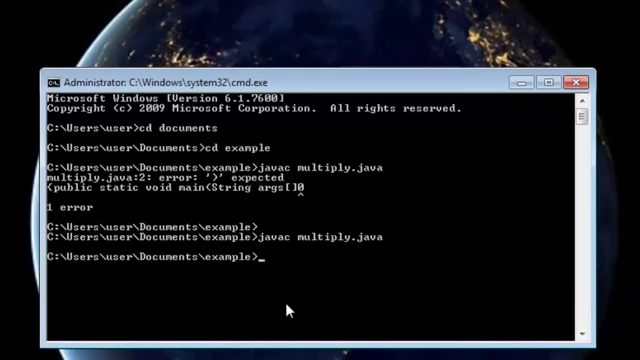 Administrator: C:\Windows\system32\cmd.exe
Microsoft Windows [Version 6.1.7600]
Copyright (c) 2009 Microsoft Corporation.  All rights reserved.
C:\Users\user>cd documents
C:\Users\user\Documents>cd example
C:\Users\user\Documents\example>javac multiply.java
multiply.java:2: error: ')' expected
{public static void main(String args[]0
^
1 error
C:\Users\user\Documents\example>
C:\Users\user\Documents\example>javac multiply.java
C:\Users\user\Documents\example>_